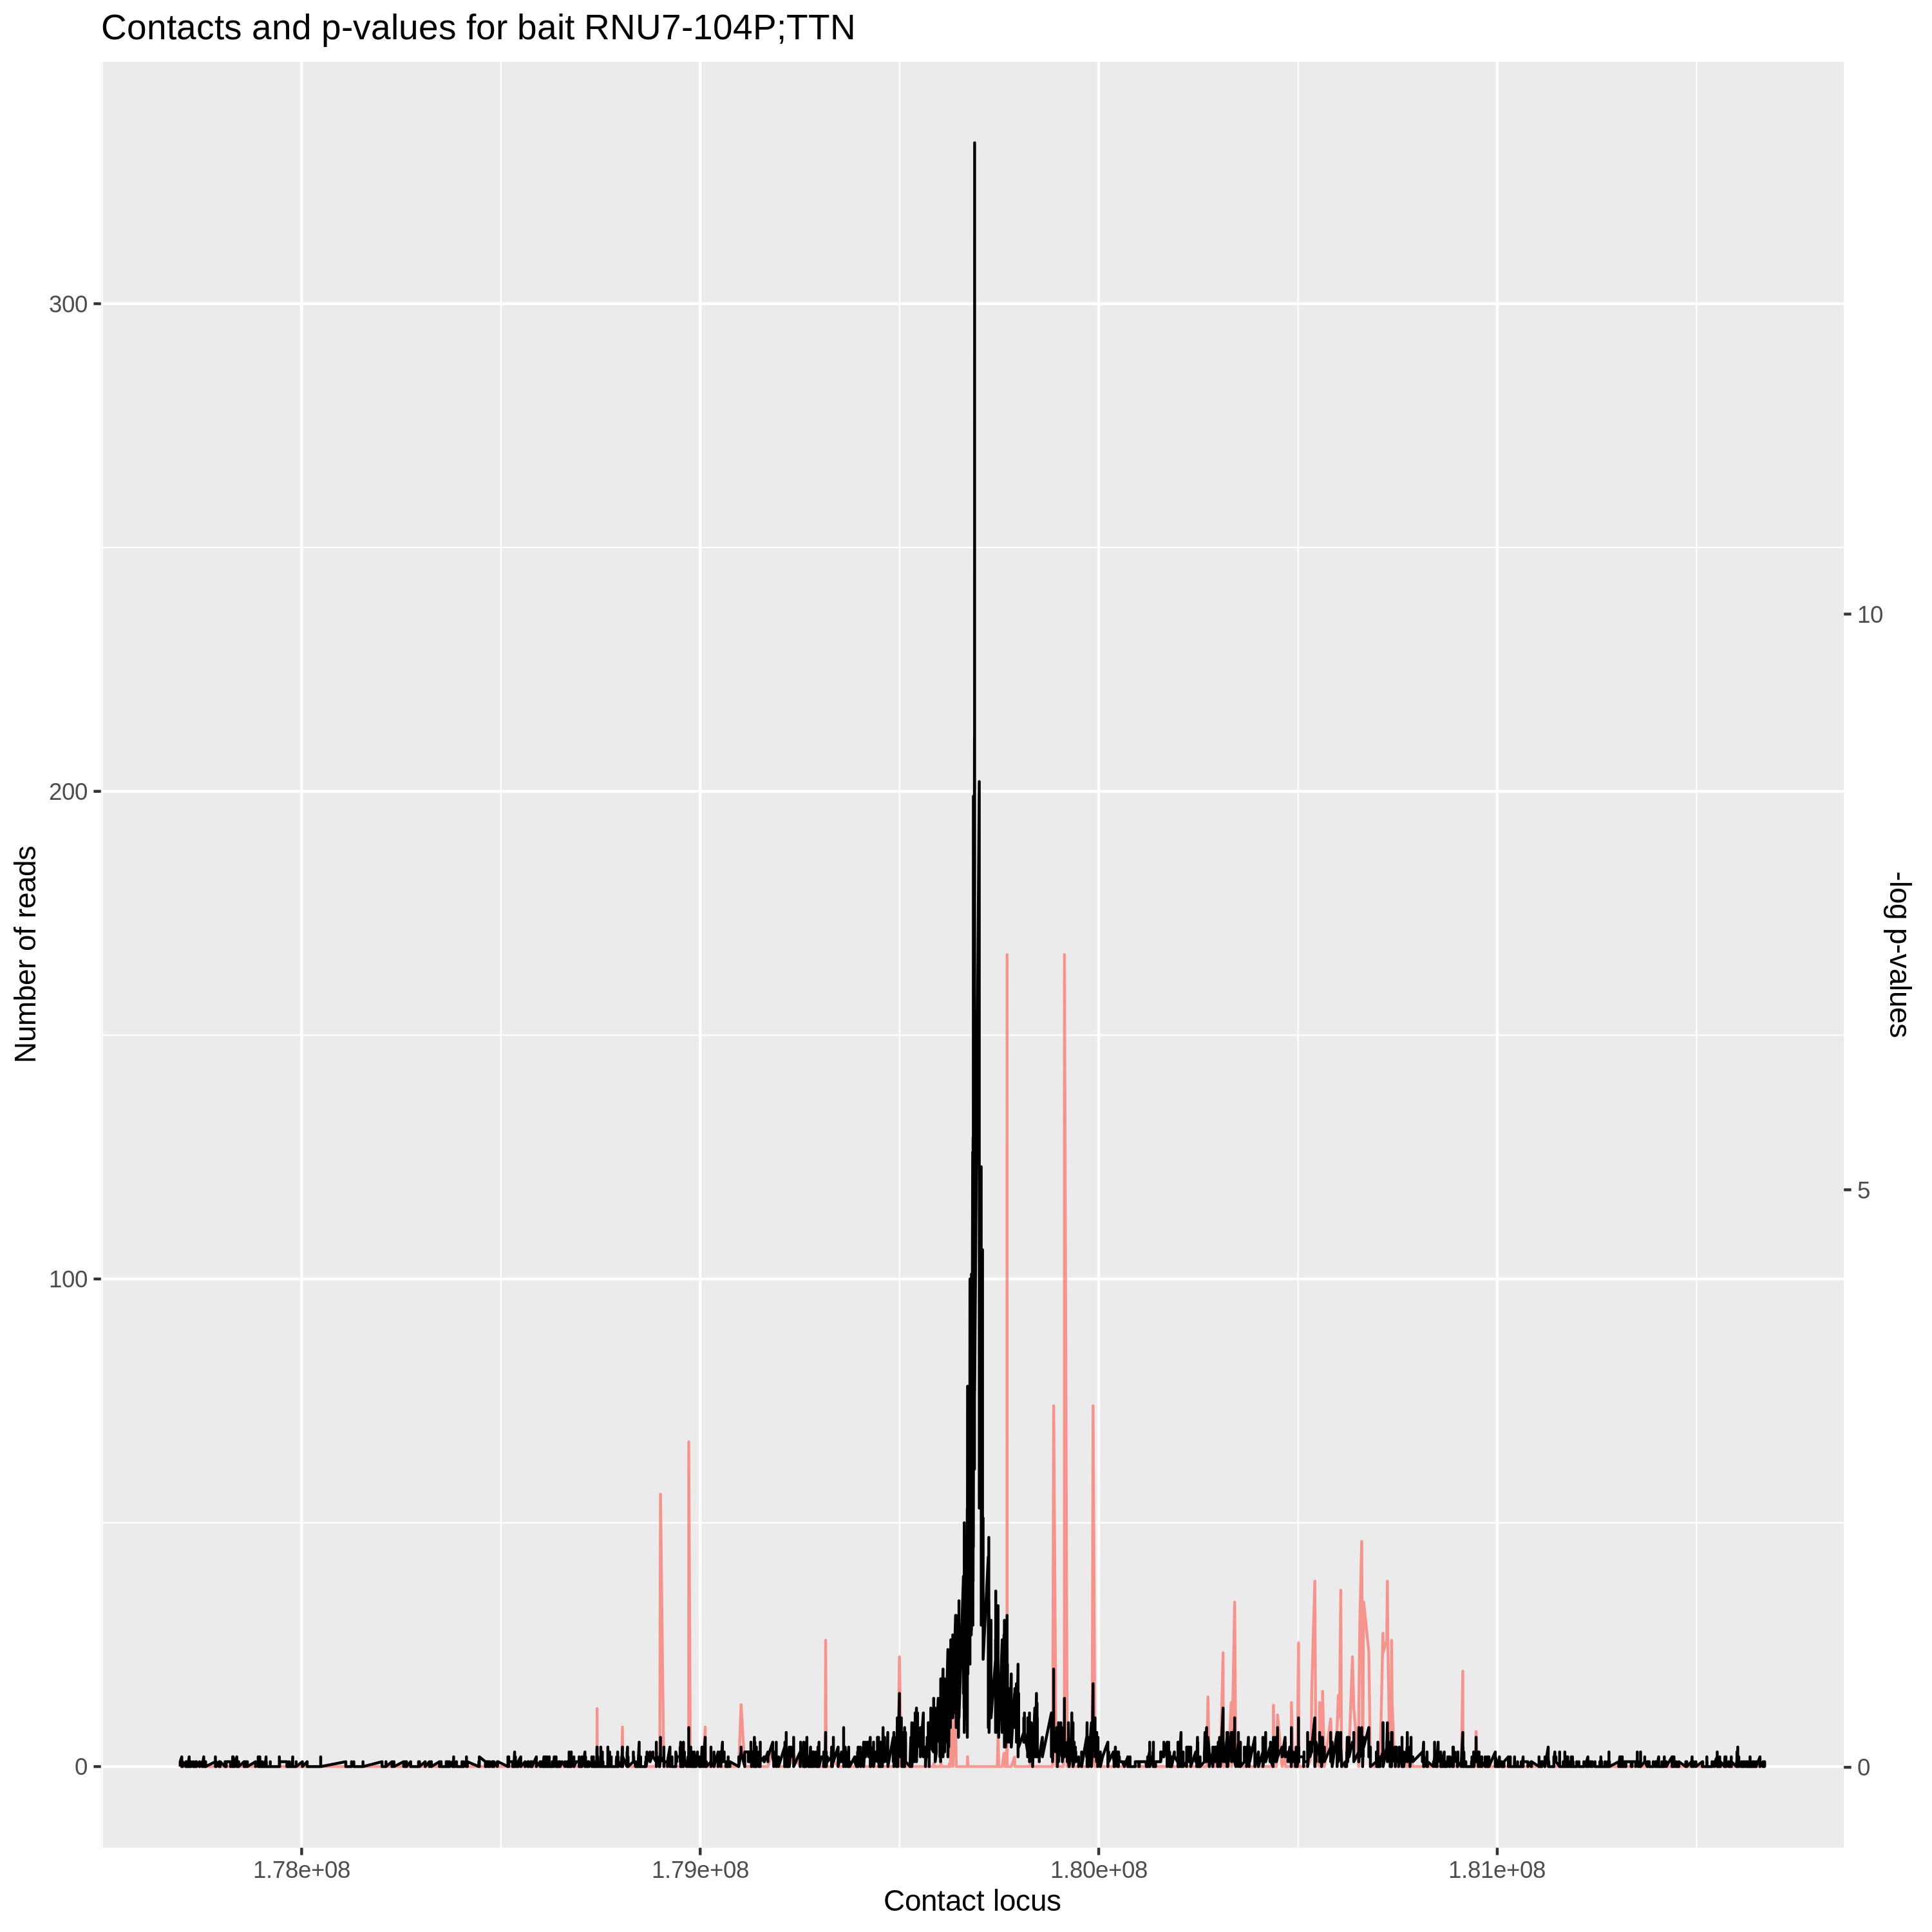 Contacts and p-values for bait RNU7-104P;TTN
300
200
100
0
Number of reads
10
5
0
-log p-values
1.78e+08
1.79e+08
1.80e+08
1.81e+08
Contact locus